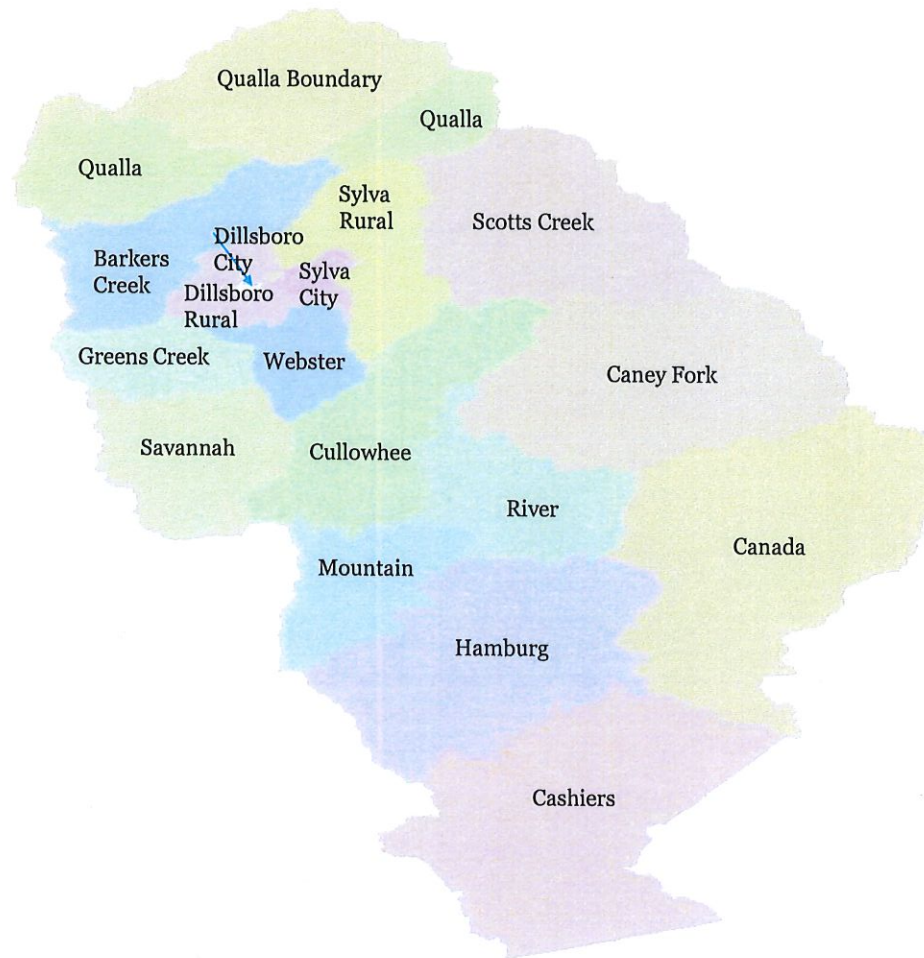 Qualla Boundary
Qualla
Qualla
Sylva
Rural
Scotts Creek
Dillsboro
City
Barkers
Creek
Sylva
City
Dillsboro
Rural
Greens Creek
Webster
Caney Fork
Savannah
Cullowhee
River
Canada
Mountain
Hamburg
Cashiers